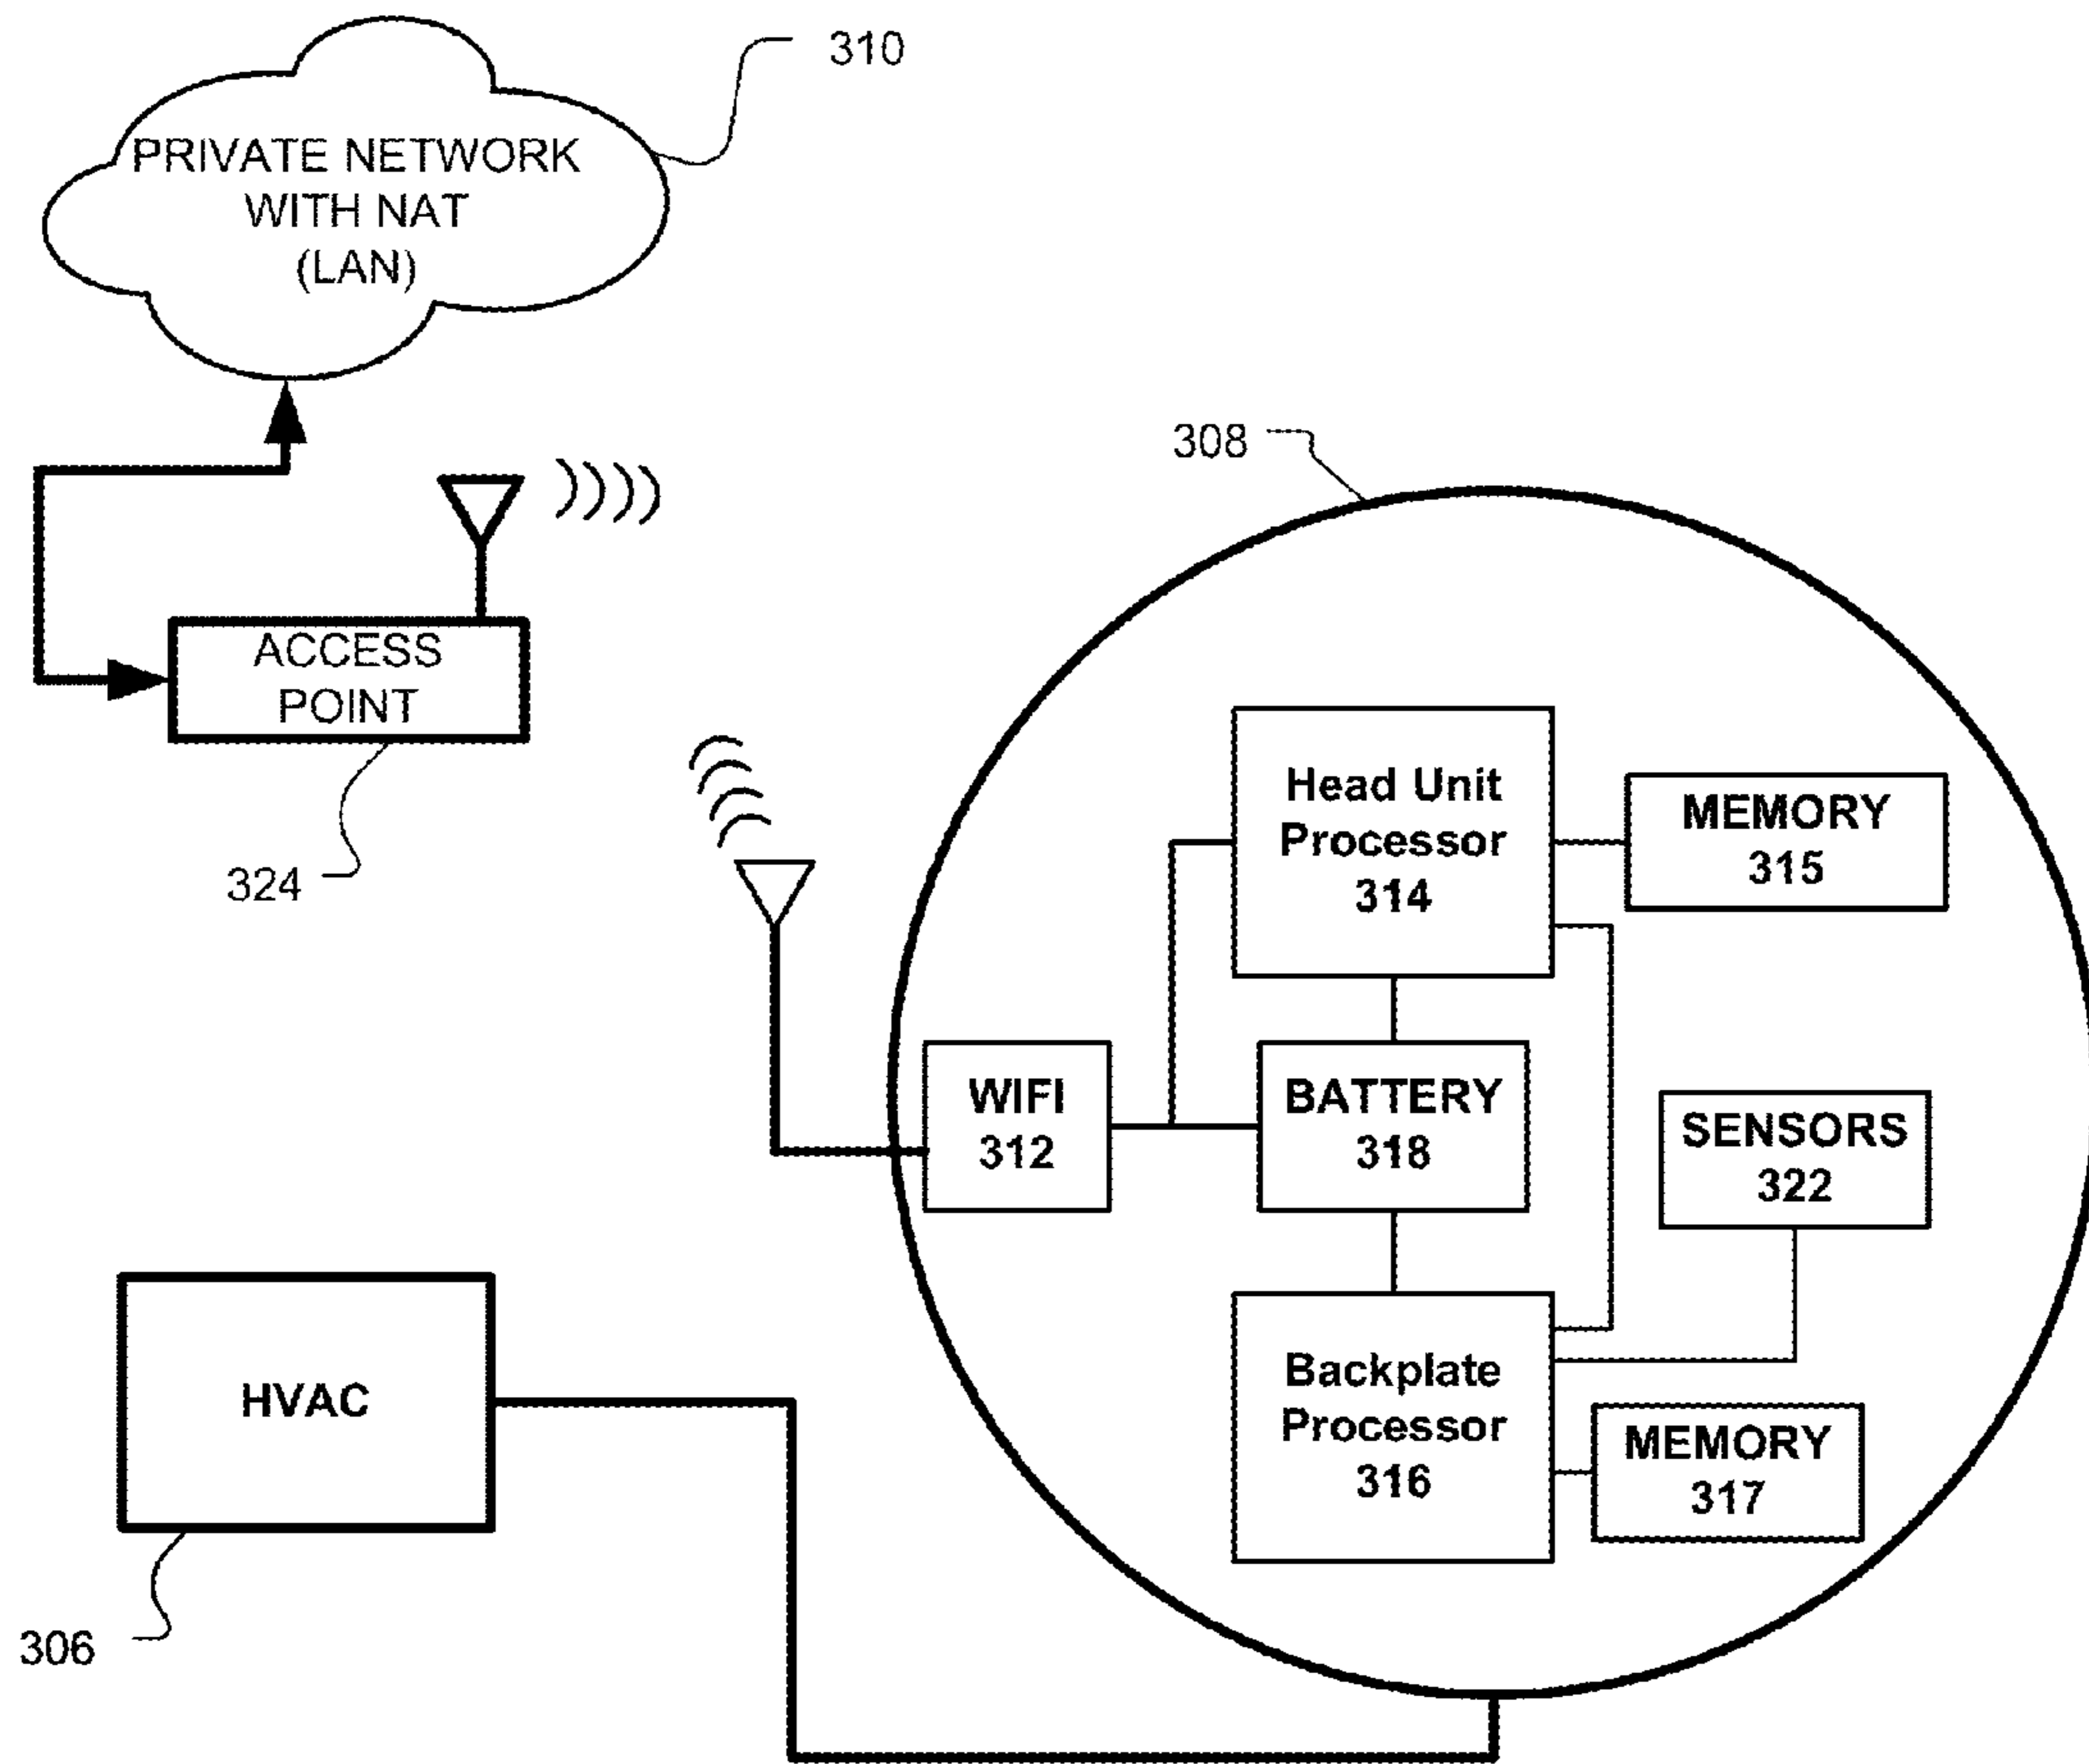 310
PRIVATE NETWORK
WITH NAT
(LAN)
308
ACCESS
POINT
324
Head Unit
Processor
314
MEMORY
315
WIFI
312
BATTERY
318
SENSORS
322
HVAC
306
Backplate
Processor
316
MEMORY
317